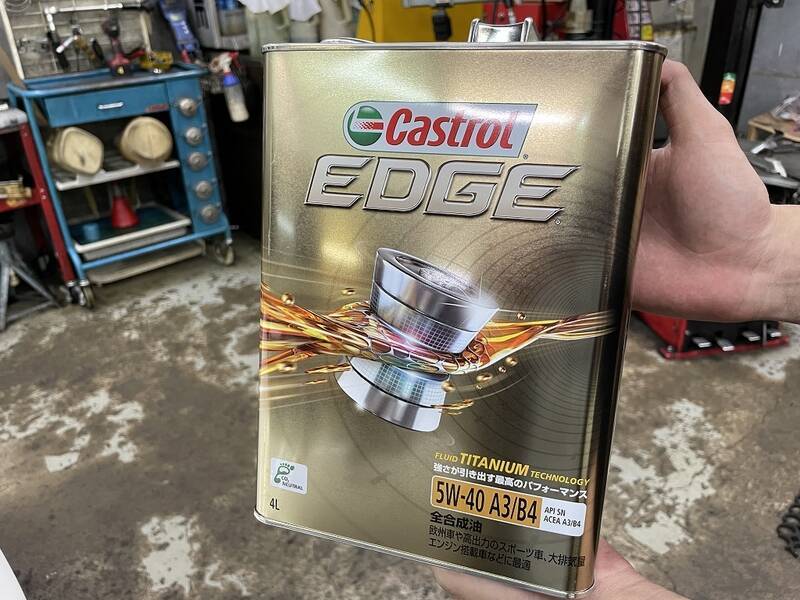 Castrol
EDGE
FLUID TITANIUM TECHNOLOGY
強さが引き出す最高のパフォーマンス
5W-40 A3/B4
API SN
ACEA A3/B4
CO₂
NEUTRAL
4L
全合成油
欧州車や高出力のスポーツ車、大排気量
エンジン搭載車などに最適